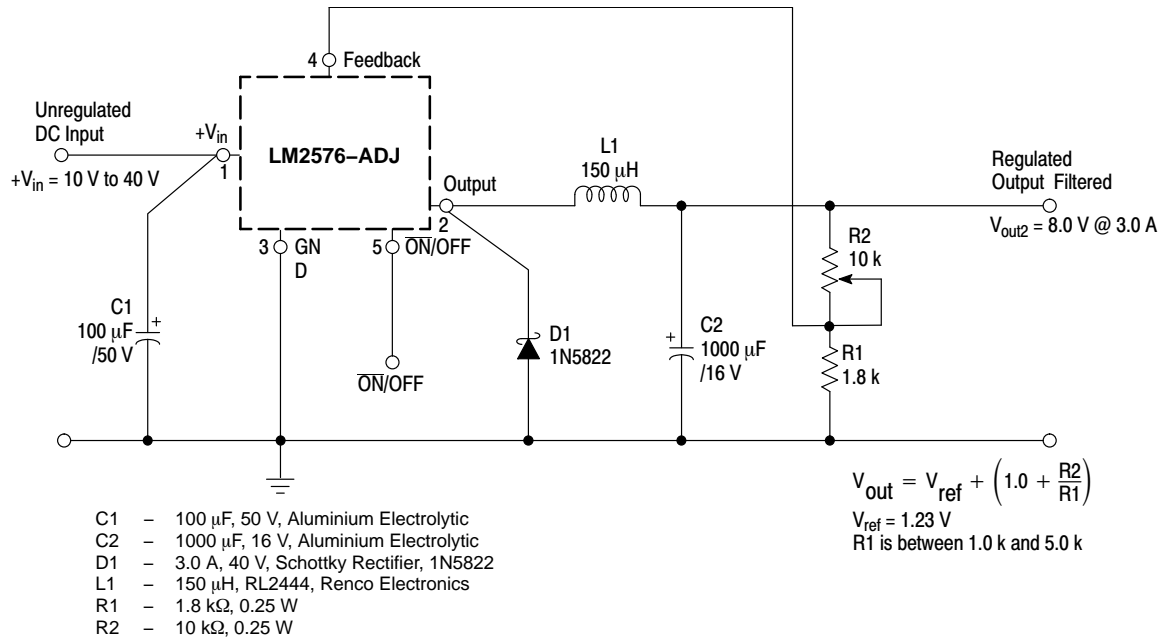 4 Feedback
Unregulated
DC Input
+Vin
1
LM2576–ADJ
+Vin = 10 V to 40 V
Output
2
L1
150 μH
Regulated
Output Filtered
Vout2 = 8.0 V @ 3.0 A
3 GN
D
5 ON/OFF
R2
10 k
C1
100 μF
/50 V
+
ON/OFF
D1
1N5822
+
C2
1000 μF
/16 V
R1
1.8 k
Vout = Vref + (1.0 + R2/R1)
Vref = 1.23 V
R1 is between 1.0 k and 5.0 k
C1 – 100 μF, 50 V, Aluminium Electrolytic
C2 – 1000 μF, 16 V, Aluminium Electrolytic
D1 – 3.0 A, 40 V, Schottky Rectifier, 1N5822
L1 – 150 μH, RL2444, Renco Electronics
R1 – 1.8 kΩ, 0.25 W
R2 – 10 kΩ, 0.25 W